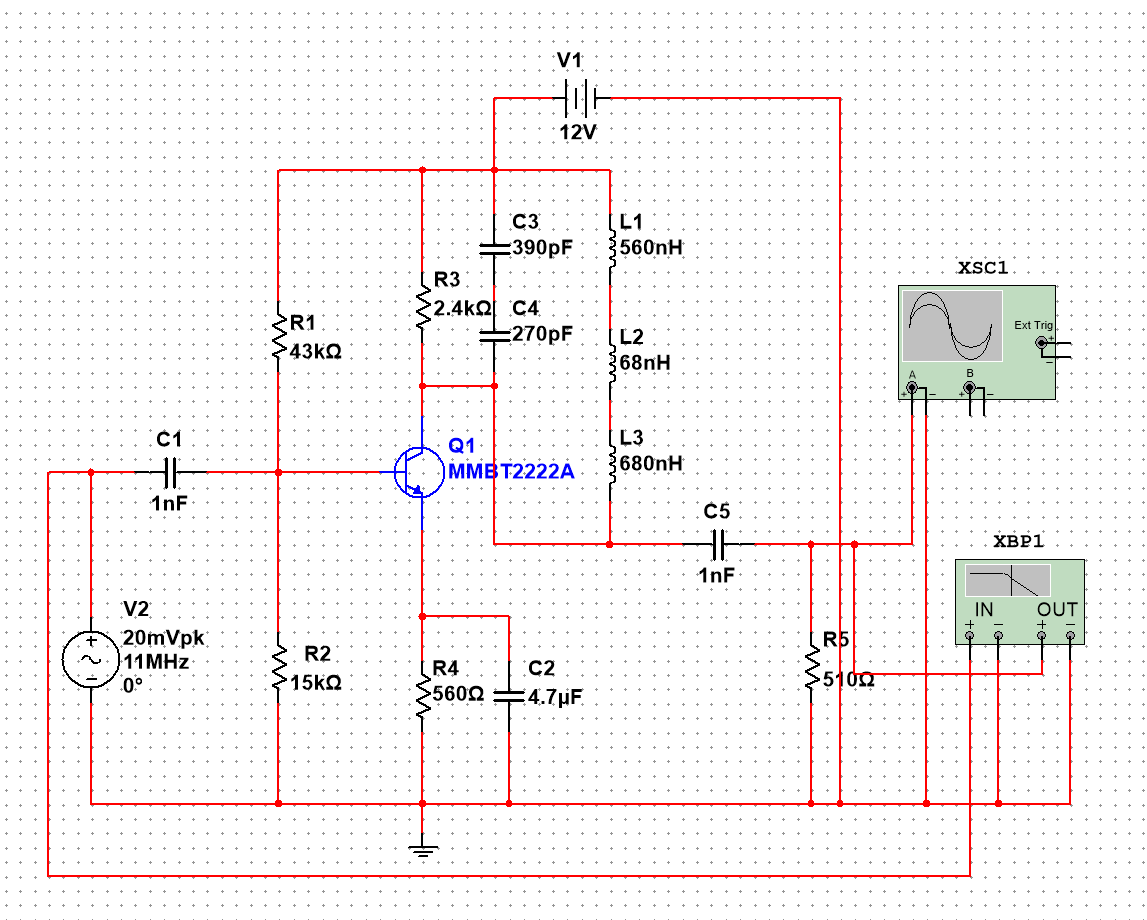 V1
12V
C3
390pF
L1
560nH
R3
2.4kΩ
C4
270pF
R1
43kΩ
L2
68nH
XSC1
Ext Trig
+
−
A
B
+
−
+
−
L3
680nH
Q1
MMBT2222A
C1
1nF
C5
1nF
XBP1
IN
OUT
+
−
+
−
V2
20mVpk
11MHz
0°
+
−
R2
15kΩ
R4
560Ω
C2
4.7µF
R5
510Ω